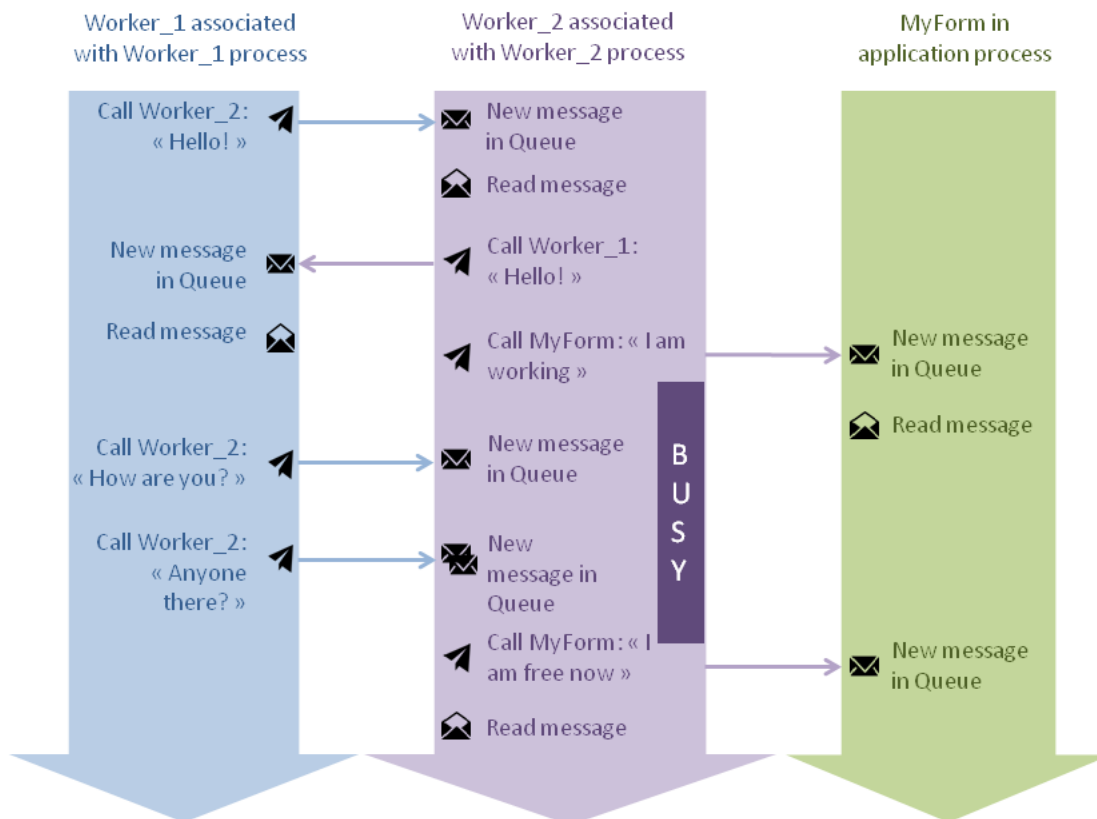 Worker_1 associated
with Worker_1 process
Worker_2 associated
with Worker_2 process
MyForm in
application process
Call Worker_2:
« Hello! »
New message
in Queue
Read message
New message
in Queue
Call Worker_1:
« Hello! »
Read message
Call MyForm: « I am
working »
New message
in Queue
Read message
Call Worker_2:
« How are you? »
New message
in Queue
B
U
S
Y
Call Worker_2:
« Anyone
there? »
New
message in
Queue
Call MyForm: « I
am free now »
New message
in Queue
Read message